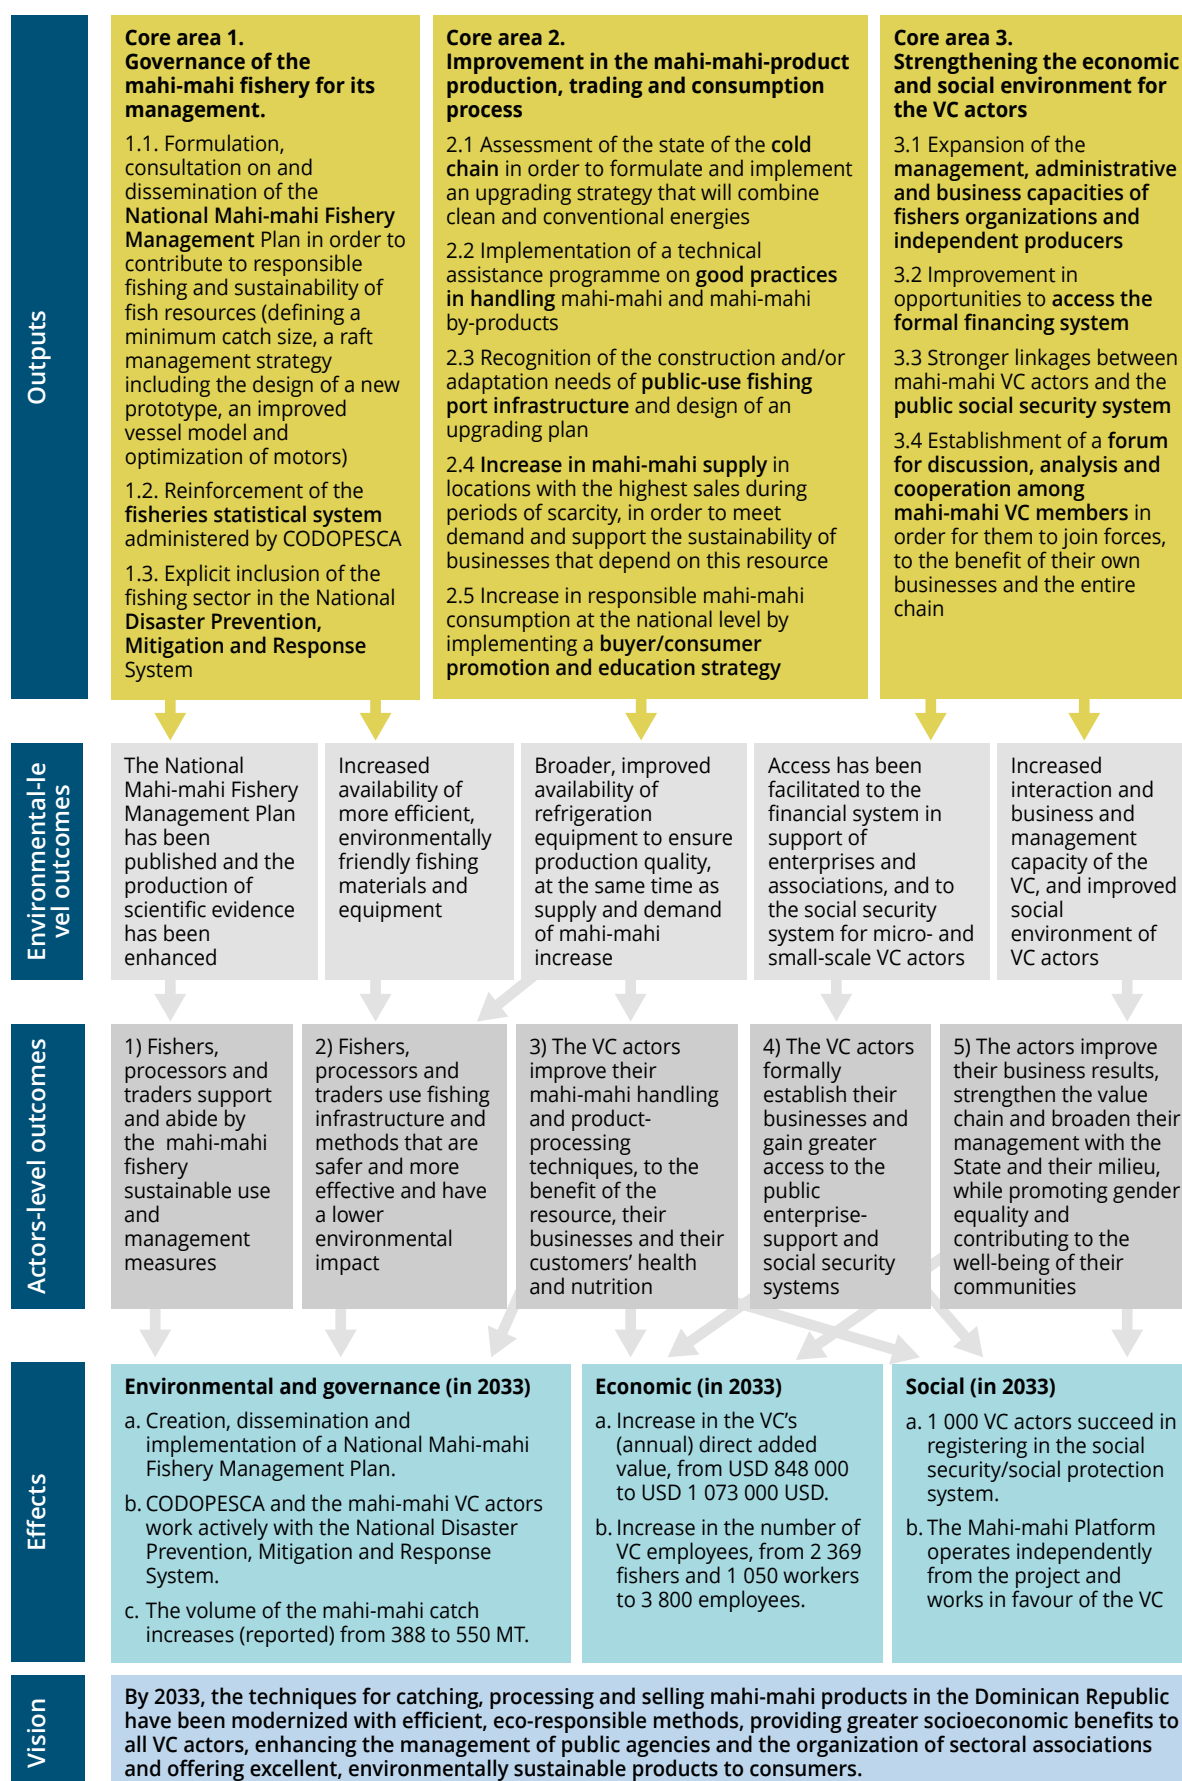 Outputs
Core area 1.
Governance of the
mahi-mahi fishery for its
management.
1.1. Formulation,
consultation on and
dissemination of the
National Mahi-mahi Fishery
Management Plan in order to
contribute to responsible
fishing and sustainability of
fish resources (defining a
minimum catch size, a raft
management strategy
including the design of a new
prototype, an improved
vessel model and
optimization of motors)
1.2. Reinforcement of the
fisheries statistical system
administered by CODOPESCA
1.3. Explicit inclusion of the
fishing sector in the National
Disaster Prevention,
Mitigation and Response
System
Core area 2.
Improvement in the mahi-mahi-product
production, trading and consumption
process
2.1 Assessment of the state of the cold
chain in order to formulate and implement
an upgrading strategy that will combine
clean and conventional energies
2.2 Implementation of a technical
assistance programme on good practices
in handling mahi-mahi and mahi-mahi
by-products
2.3 Recognition of the construction and/or
adaptation needs of public-use fishing
port infrastructure and design of an
upgrading plan
2.4 Increase in mahi-mahi supply in
locations with the highest sales during
periods of scarcity, in order to meet
demand and support the sustainability of
businesses that depend on this resource
2.5 Increase in responsible mahi-mahi
consumption at the national level by
implementing a buyer/consumer
promotion and education strategy
Core area 3.
Strengthening the economic
and social environment for
the VC actors
3.1 Expansion of the
management, administrative
and business capacities of
fishers organizations and
independent producers
3.2 Improvement in
opportunities to access the
formal financing system
3.3 Stronger linkages between
mahi-mahi VC actors and the
public social security system
3.4 Establishment of a forum
for discussion, analysis and
cooperation among
mahi-mahi VC members in
order for them to join forces,
to the benefit of their own
businesses and the entire
chain
Environmental-le
vel outcomes
The National
Mahi-mahi Fishery
Management Plan
has been
published and the
production of
scientific evidence
has been
enhanced
Increased
availability of
more efficient,
environmentally
friendly fishing
materials and
equipment
Broader, improved
availability of
refrigeration
equipment to ensure
production quality,
at the same time as
supply and demand
of mahi-mahi
increase
Access has been
facilitated to the
financial system in
support of
enterprises and
associations, and to
the social security
system for micro- and
small-scale VC actors
Increased
interaction and
business and
management
capacity of the
VC, and improved
social
environment of
VC actors
Actors-level outcomes
1) Fishers,
processors and
traders support
and abide by
the mahi-mahi
fishery
sustainable use
and
management
measures
2) Fishers,
processors and
traders use fishing
infrastructure and
methods that are
safer and more
effective and have
a lower
environmental
impact
3) The VC actors
improve their
mahi-mahi handling
and product-
processing
techniques, to the
benefit of the
resource, their
businesses and their
customers’ health
and nutrition
4) The VC actors
formally
establish their
businesses and
gain greater
access to the
public
enterprise-
support and
social security
systems
5) The actors improve
their business results,
strengthen the value
chain and broaden their
management with the
State and their milieu,
while promoting gender
equality and
contributing to the
well-being of their
communities
Effects
Environmental and governance (in 2033)
a. Creation, dissemination and
implementation of a National Mahi-mahi
Fishery Management Plan.
b. CODOPESCA and the mahi-mahi VC actors
work actively with the National Disaster
Prevention, Mitigation and Response
System.
c. The volume of the mahi-mahi catch
increases (reported) from 388 to 550 MT.
Economic (in 2033)
a. Increase in the VC’s
(annual) direct added
value, from USD 848 000
to USD 1 073 000 USD.
b. Increase in the number of
VC employees, from 2 369
fishers and 1 050 workers
to 3 800 employees.
Social (in 2033)
a. 1 000 VC actors succeed in
registering in the social
security/social protection
system.
b. The Mahi-mahi Platform
operates independently
from the project and
works in favour of the VC
Vision
By 2033, the techniques for catching, processing and selling mahi-mahi products in the Dominican Republic
have been modernized with efficient, eco-responsible methods, providing greater socioeconomic benefits to
all VC actors, enhancing the management of public agencies and the organization of sectoral associations
and offering excellent, environmentally sustainable products to consumers.